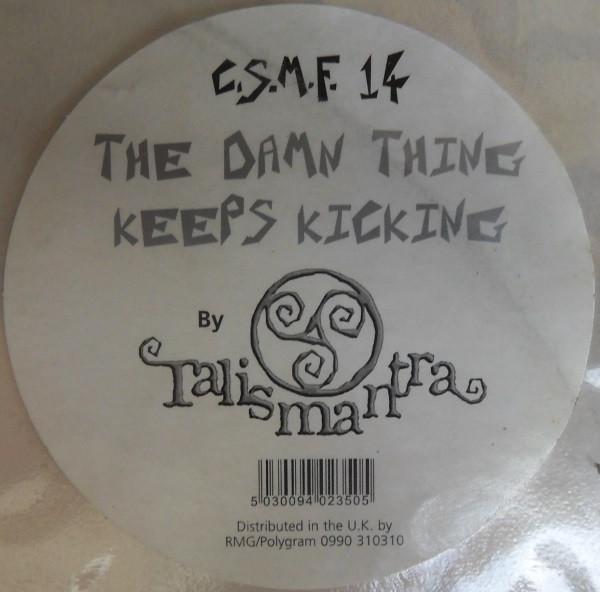 C.S.M.F. 14
THE DAMN THING
KEEPS KICKING
By
Talismantra
5 030094 023505
Distributed in the U.K. by
RMG/Polygram 0990 310310